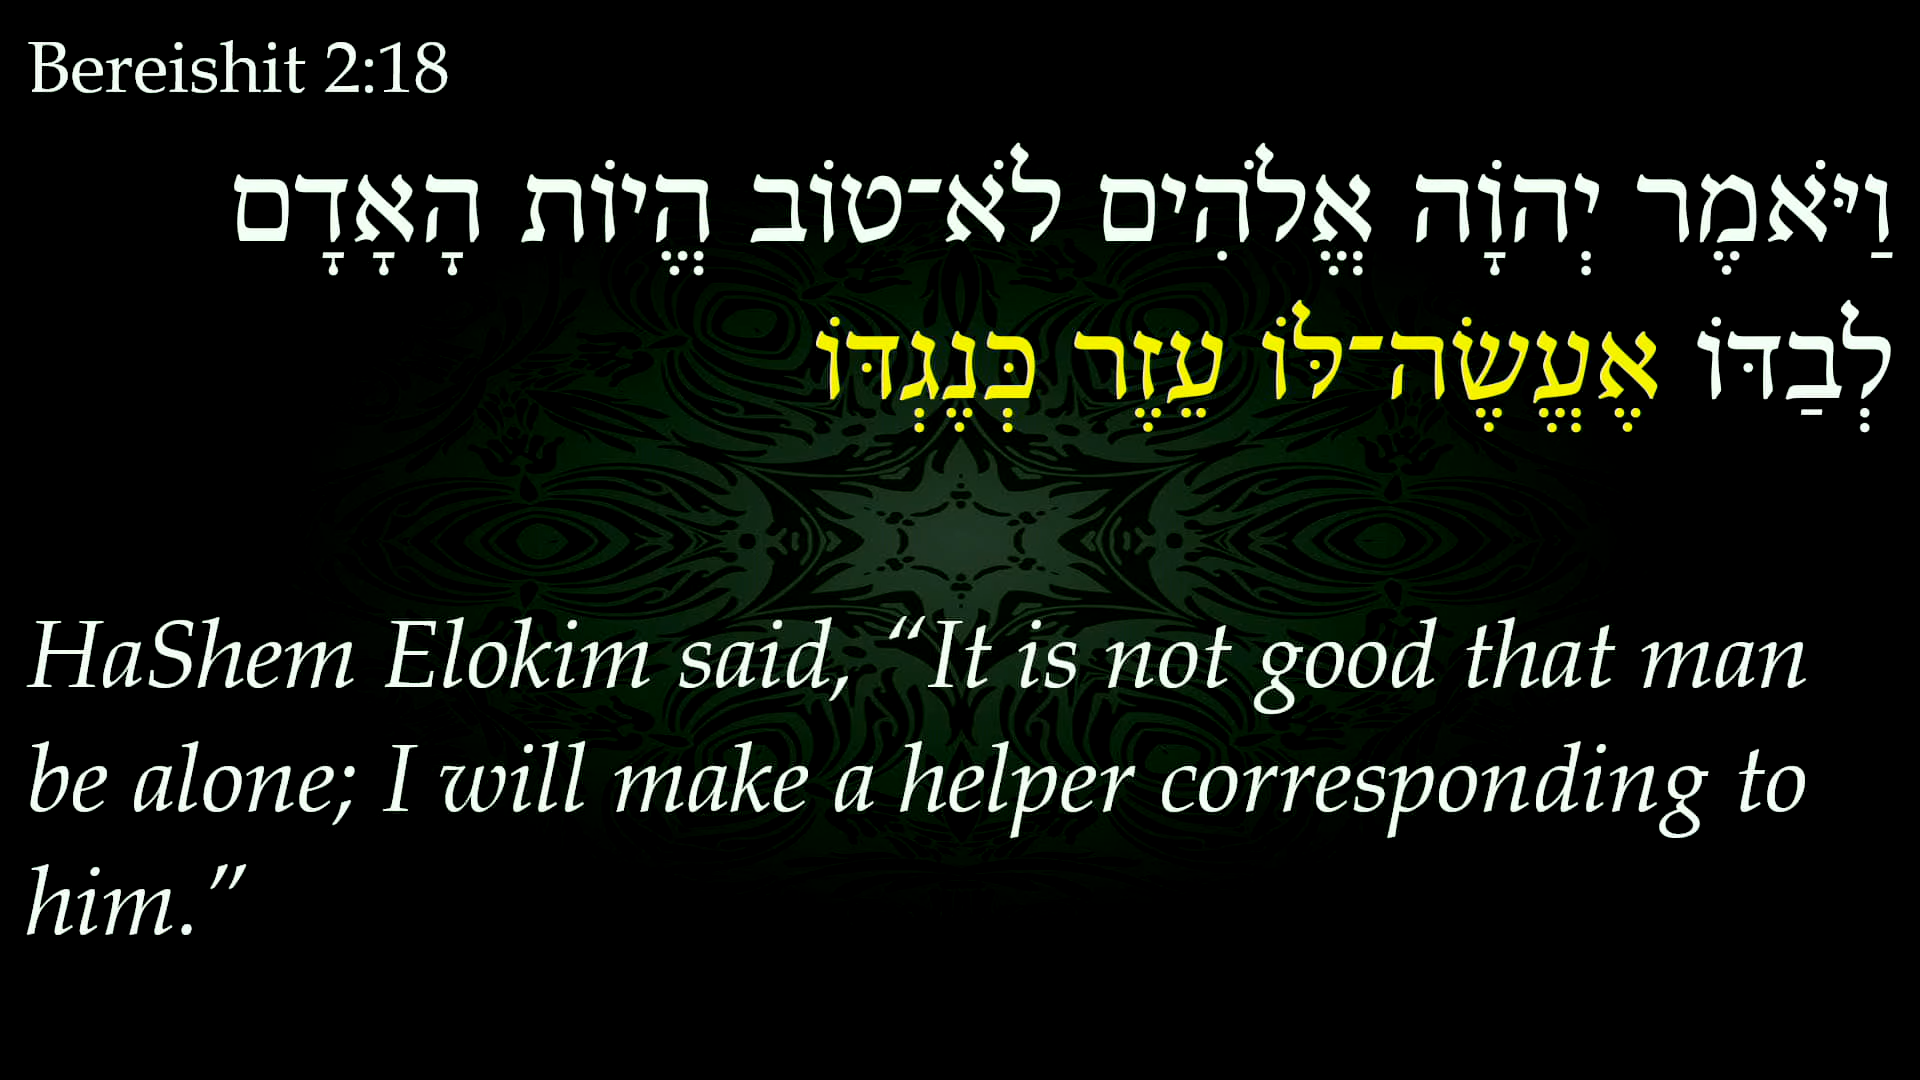 Bereishit 2:18
וַיֹּאמֶר יְהוָֹה אֱלֹהִים לֹא־טוֹב הֱיוֹת הָאָדָם
לְבַדּוֹ אֶעֱשֶֹה־לּוֹ עֵזֶר כְּנֶגְדּוֹ
HaShem Elokim said, “It is not good that man
be alone; I will make a helper corresponding to
him.”